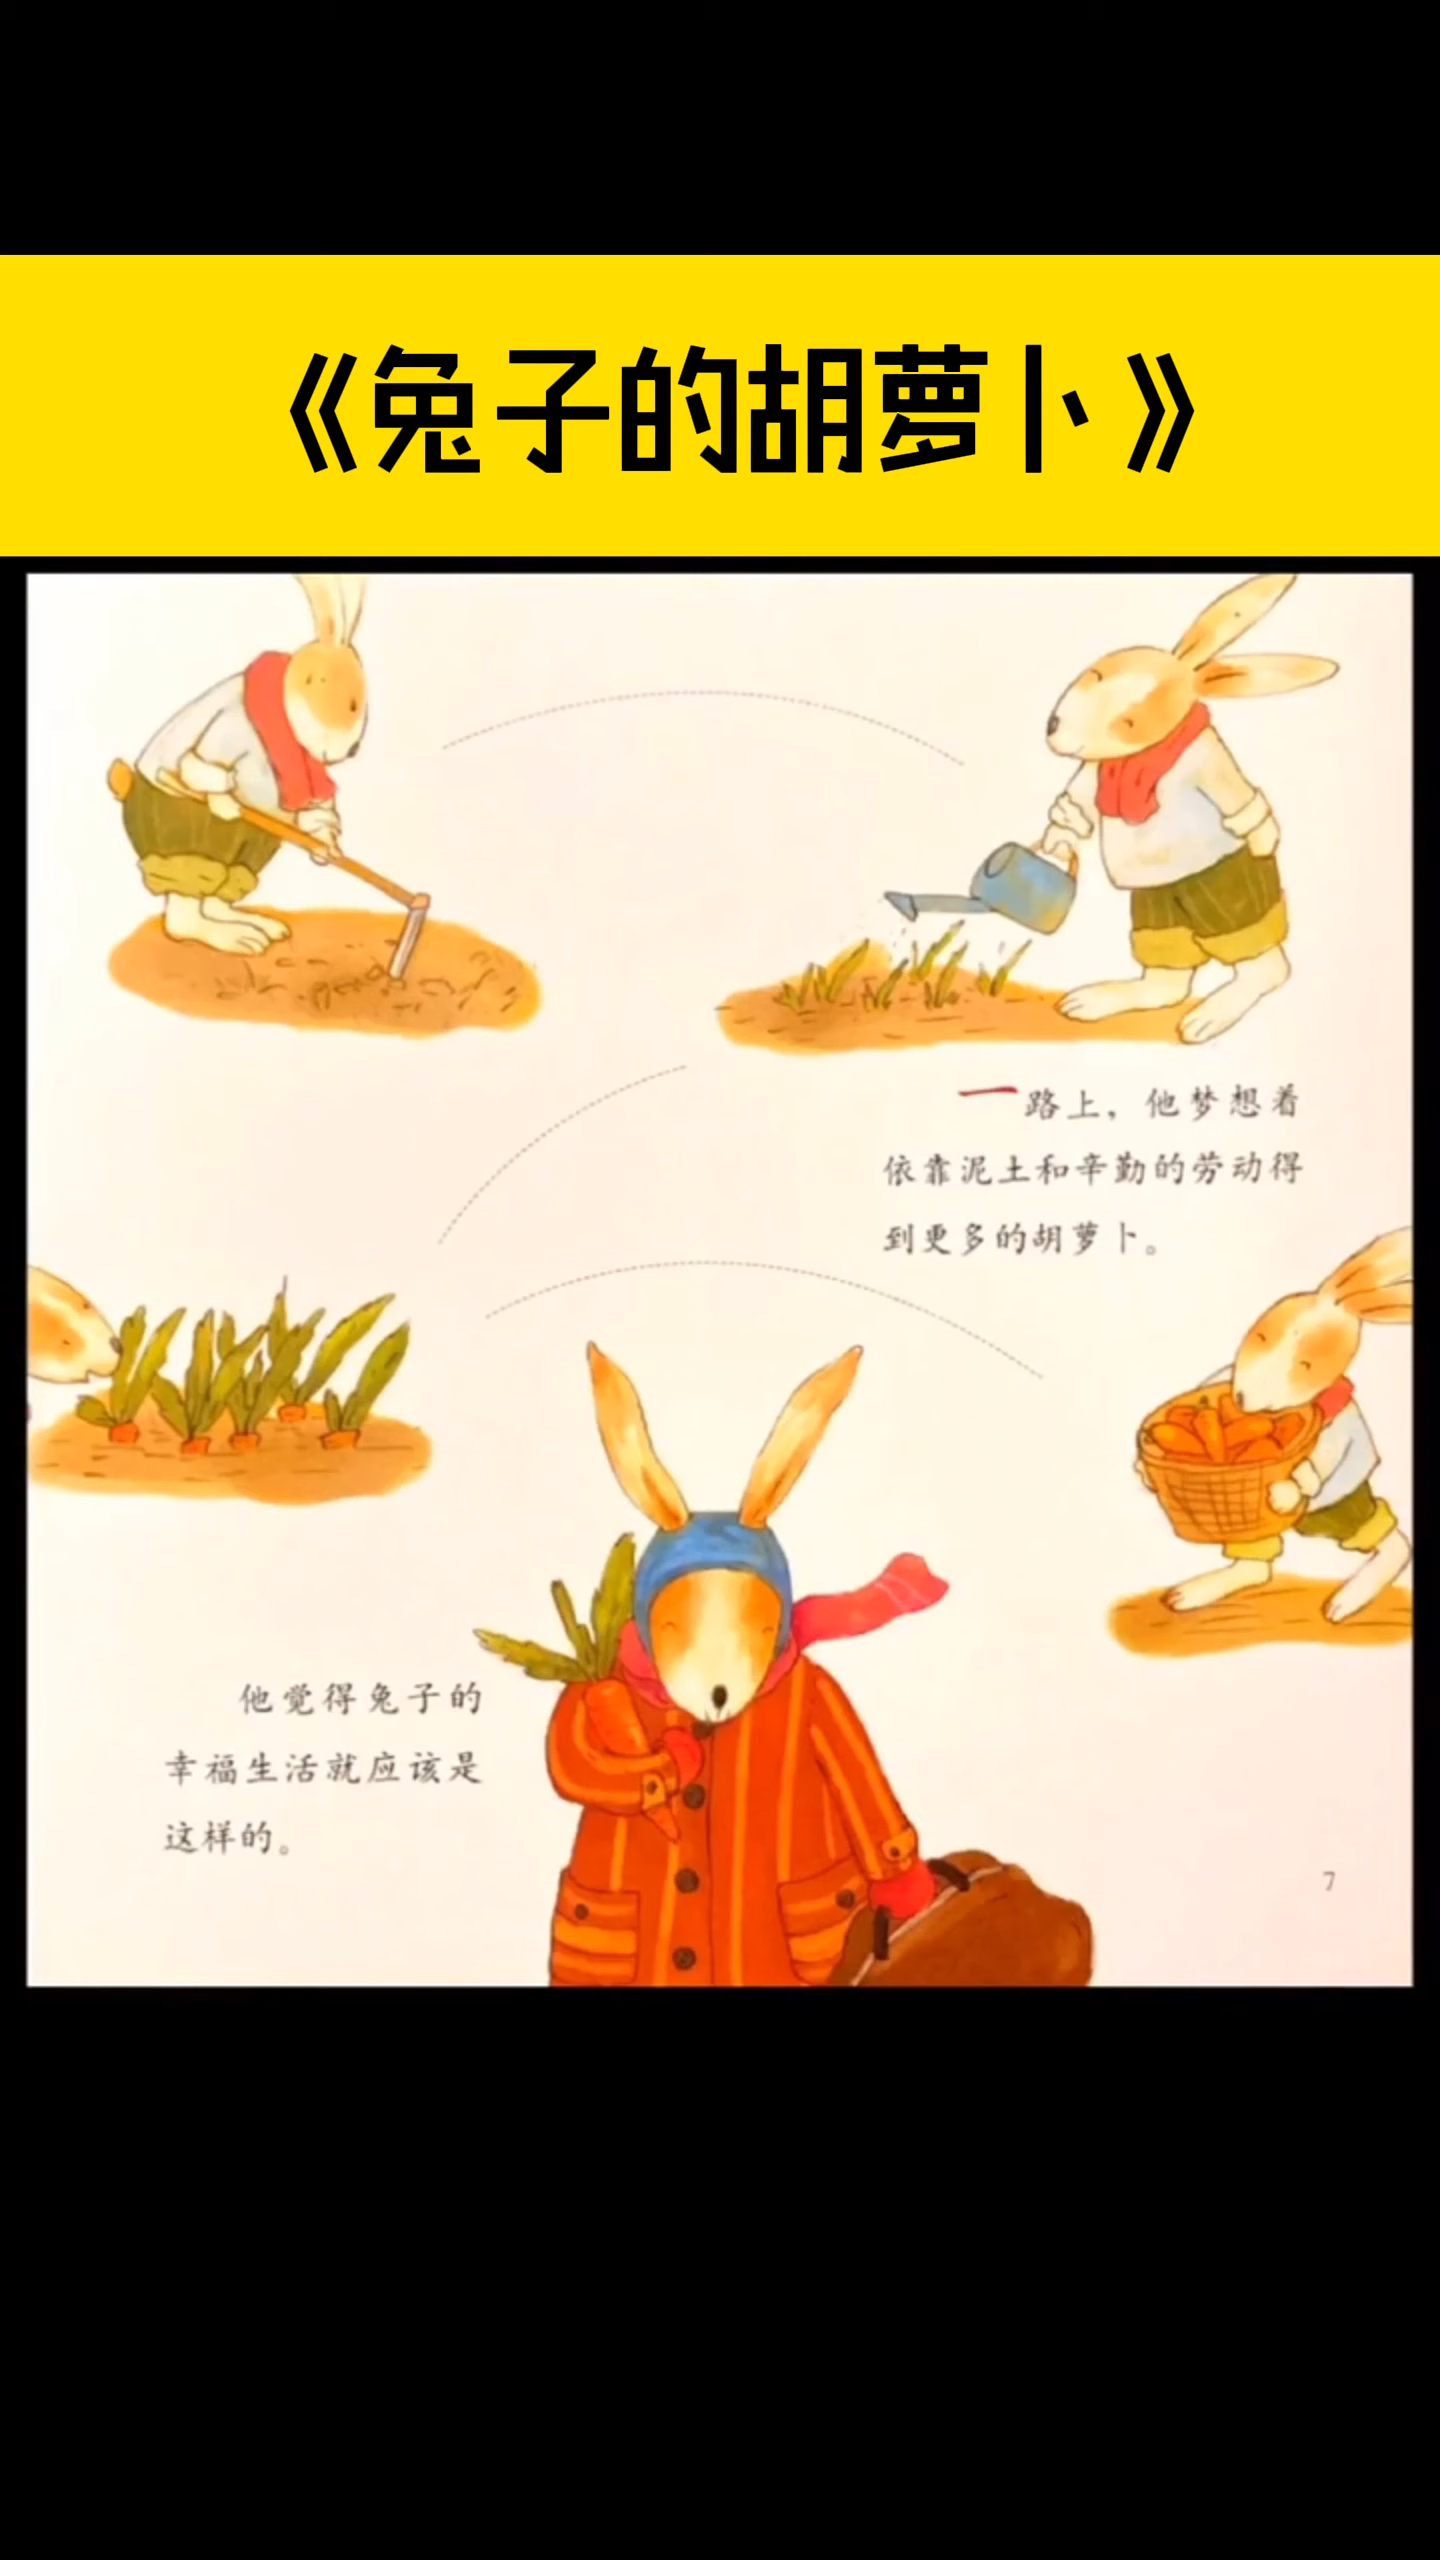 《兔子的胡萝卜》
一路上，他梦想着
依靠泥土和辛勤的劳动得
到更多的胡萝卜。
他觉得兔子的
幸福生活就应该是
这样的。
7